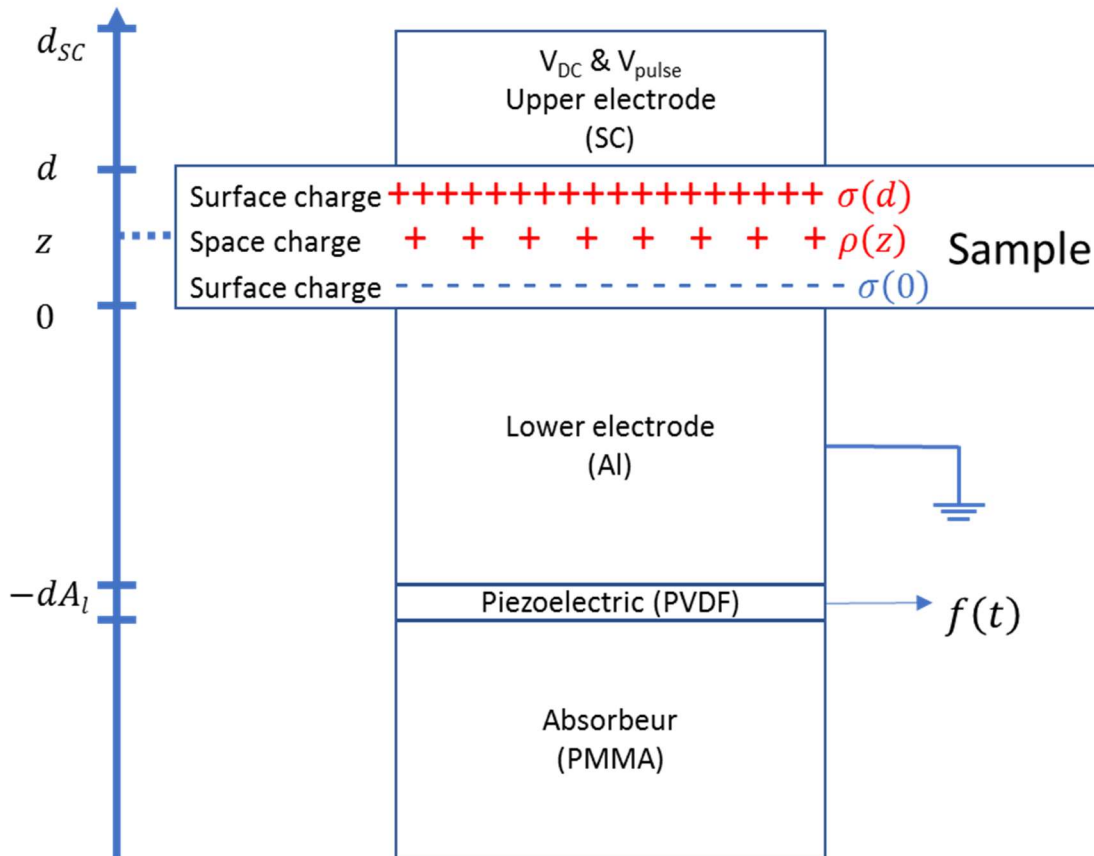 d_SC
V_DC & V_pulse
Upper electrode
(SC)
d
Surface charge +++++++++++++++++ σ(d)
z
Space charge + + + + + + + + ρ(z)
Sample
Surface charge - - - - - - - - - - - - - - - - - - σ(0)
0
Lower electrode
(Al)
−dA_l
Piezoelectric (PVDF)
f(t)
Absorbeur
(PMMA)